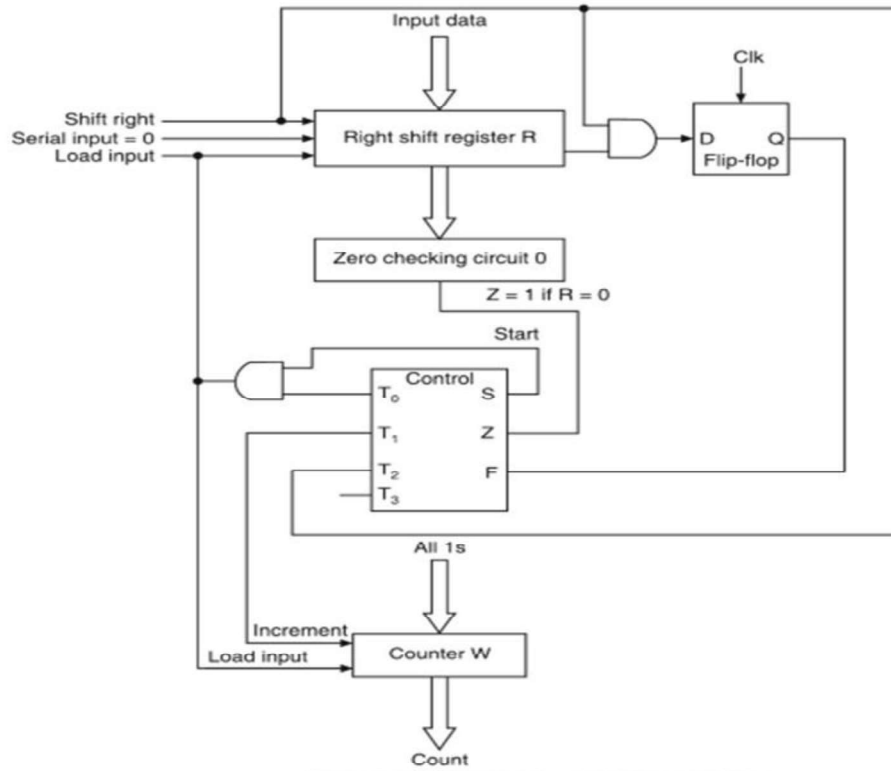 Input data
Clk
Shift right
Serial input = 0
Load input
Right shift register R
D
Q
Flip-flop
Zero checking circuit 0
Z = 1 if R = 0
Start
Control
T₀
S
T₁
Z
T₂
F
T₃
All 1s
Increment
Load input
Counter W
Count